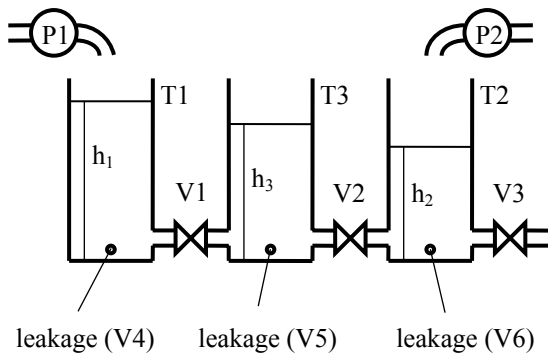 P1
P2
T1
T3
T2
h1
V1
h3
V2
h2
V3
leakage (V4)
leakage (V5)
leakage (V6)